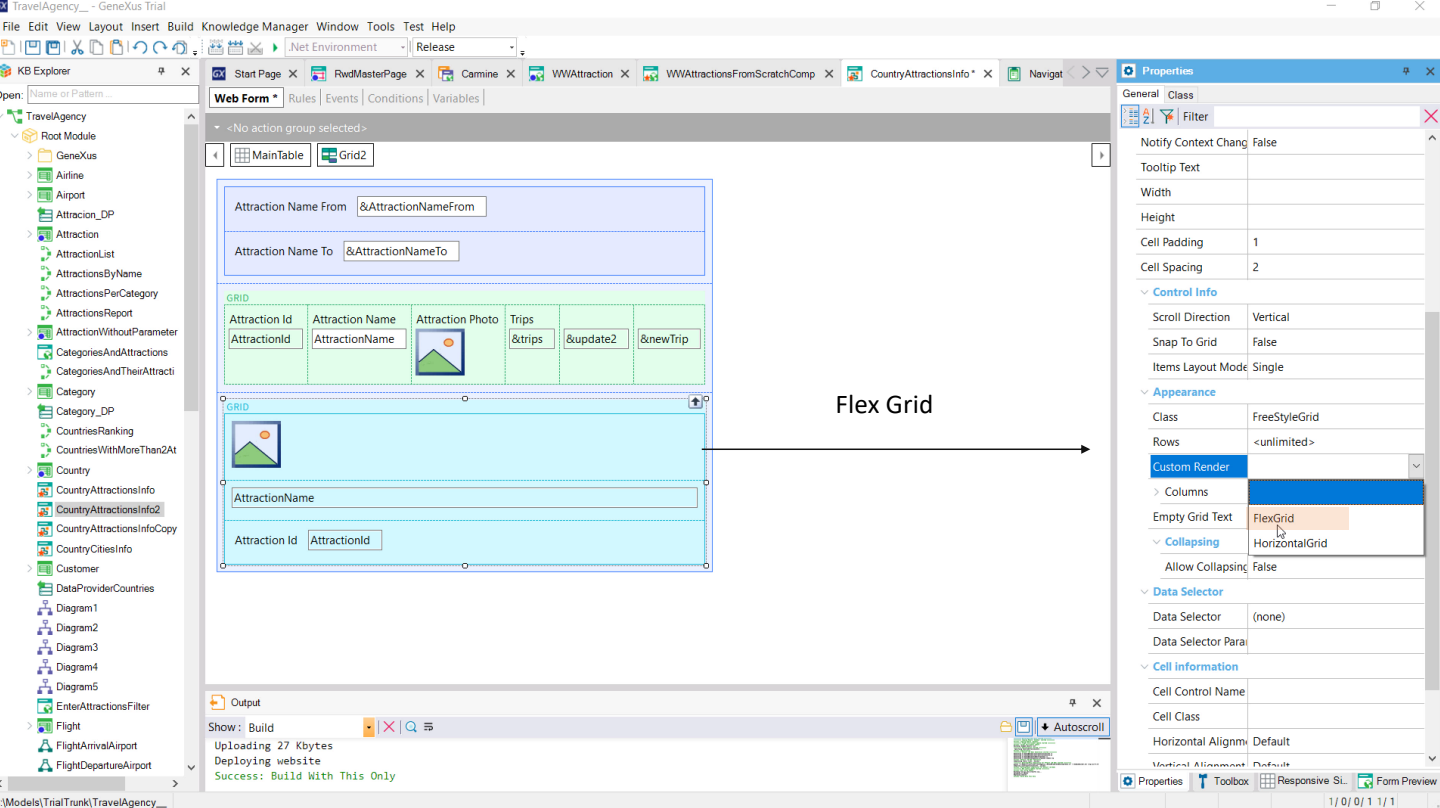 TravelAgency__ - GeneXus Trial
File Edit View Layout Insert Build Knowledge Manager Window Tools Test Help
.Net Environment Release
KB Explorer
Open: Name or Pattern ...
TravelAgency
Root Module
GeneXus
Airline
Airport
Attracion_DP
Attraction
AttractionList
AttractionsByName
AttractionsPerCategory
AttractionsReport
AttractionWithoutParameter
CategoriesAndAttractions
CategoriesAndTheirAttracti
Category
Category_DP
CountriesRanking
CountriesWithMoreThan2At
Country
CountryAttractionsInfo
CountryAttractionsInfo2
CountryAttractionsInfoCopy
CountryCitiesInfo
Customer
DataProviderCountries
Diagram1
Diagram2
Diagram3
Diagram4
Diagram5
EnterAttractionsFilter
Flight
FlightArrivalAirport
FlightDepartureAirport
Start Page RwdMasterPage Carmine WWAttraction WWAttractionsFromScratchComp CountryAttractionsInfo * Navigat
Web Form * Rules Events Conditions Variables
<No action group selected>
MainTable Grid2
Attraction Name From &AttractionNameFrom
Attraction Name To &AttractionNameTo
GRID
Attraction Id Attraction Name Attraction Photo Trips
AttractionId AttractionName &trips &update2 &newTrip
GRID
AttractionName
Attraction Id AttractionId
Flex Grid
Output
Show: Build Autoscroll
Uploading 27 Kbytes
Deploying website
Success: Build With This Only
Properties
General Class
Filter
Notify Context Chang False
Tooltip Text
Width
Height
Cell Padding 1
Cell Spacing 2
Control Info
Scroll Direction Vertical
Snap To Grid False
Items Layout Mode Single
Appearance
Class FreeStyleGrid
Rows <unlimited>
Custom Render
Columns
Empty Grid Text FlexGrid
Collapsing HorizontalGrid
Allow Collapsing False
Data Selector
Data Selector (none)
Data Selector Parai
Cell information
Cell Control Name
Cell Class
Horizontal Alignme Default
Vertical Alignment Default
Properties Toolbox Responsive Si... Form Preview
:\Models\TrialTrunk\TravelAgency__
1/ 0/ 0/ 1 1/ 1